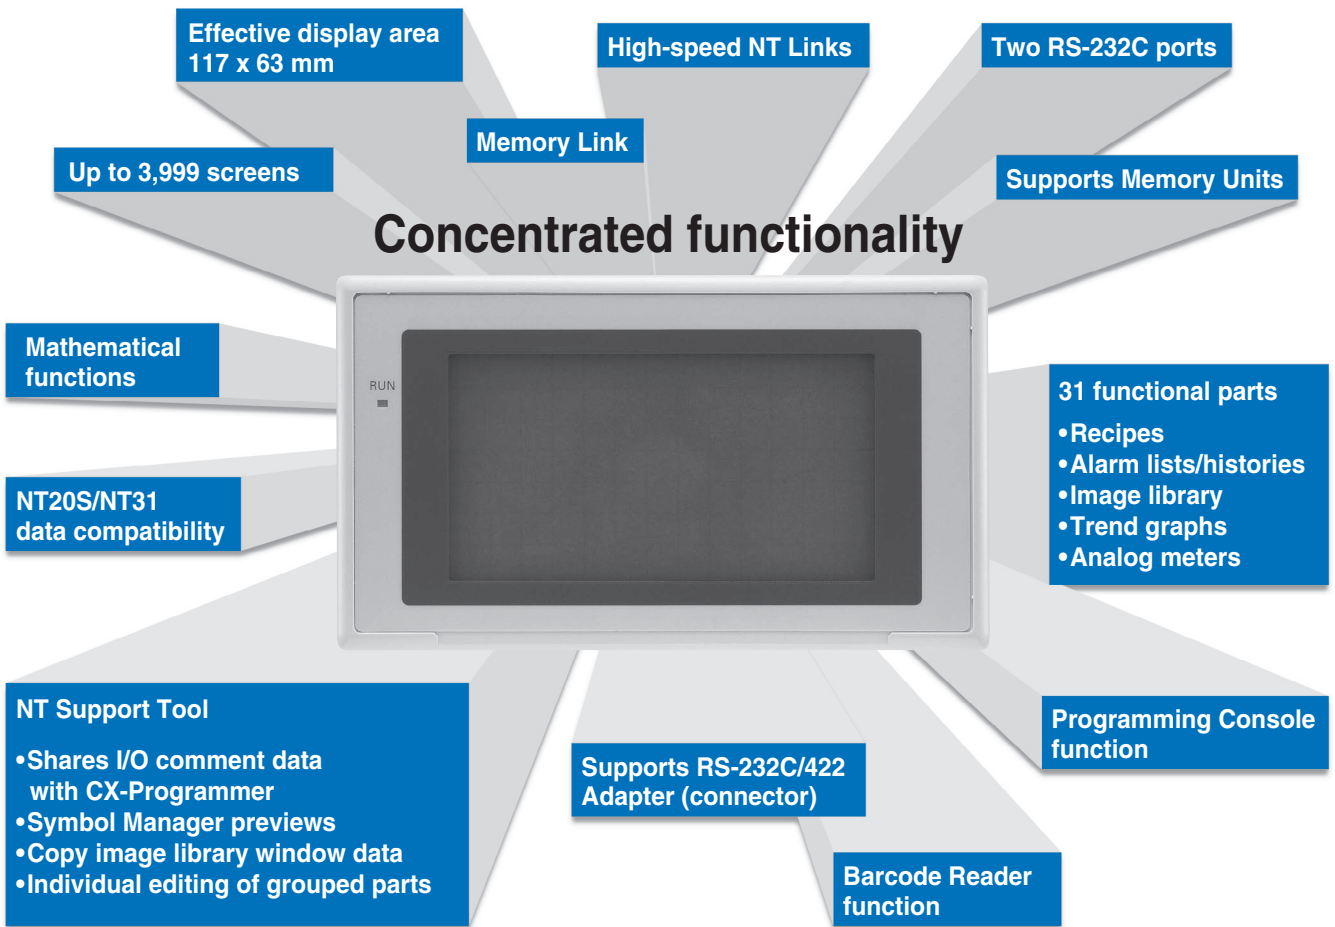 Effective display area
117 x 63 mm
High-speed NT Links
Two RS-232C ports
Memory Link
Up to 3,999 screens
Supports Memory Units
Concentrated functionality
Mathematical
functions
RUN
31 functional parts
•Recipes
•Alarm lists/histories
•Image library
•Trend graphs
•Analog meters
NT20S/NT31
data compatibility
NT Support Tool
•Shares I/O comment data
with CX-Programmer
•Symbol Manager previews
•Copy image library window data
•Individual editing of grouped parts
Programming Console
function
Supports RS-232C/422
Adapter (connector)
Barcode Reader
function